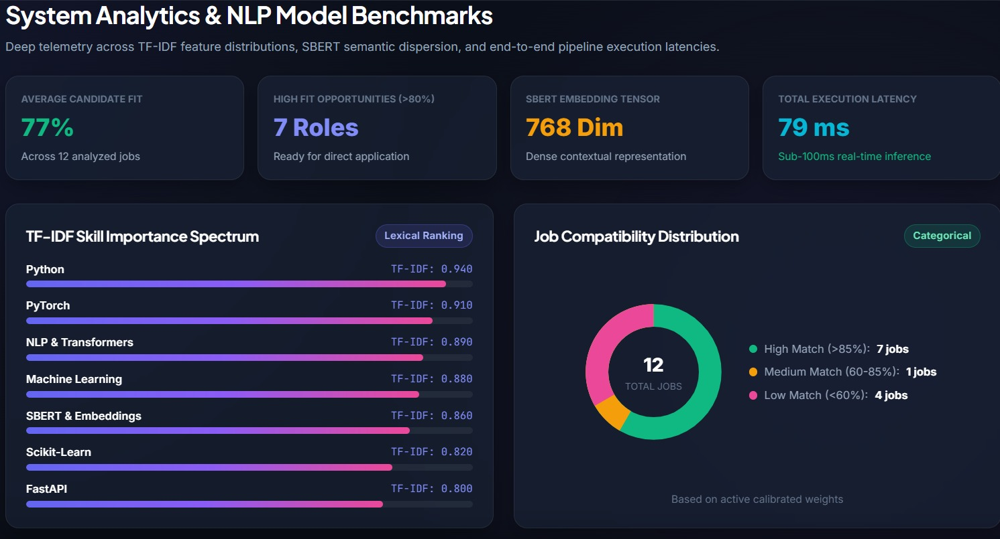 System Analytics & NLP Model Benchmarks
Deep telemetry across TF-IDF feature distributions, SBERT semantic dispersion, and end-to-end pipeline execution latencies.
AVERAGE CANDIDATE FIT
77%
Across 12 analyzed jobs
HIGH FIT OPPORTUNITIES (>80%)
7 Roles
Ready for direct application
SBERT EMBEDDING TENSOR
768 Dim
Dense contextual representation
TOTAL EXECUTION LATENCY
79 ms
Sub-100ms real-time inference
TF-IDF Skill Importance Spectrum
Lexical Ranking
Python TF-IDF: 0.940
PyTorch TF-IDF: 0.910
NLP & Transformers TF-IDF: 0.890
Machine Learning TF-IDF: 0.880
SBERT & Embeddings TF-IDF: 0.860
Scikit-Learn TF-IDF: 0.820
FastAPI TF-IDF: 0.800
Job Compatibility Distribution
Categorical
12
TOTAL JOBS
High Match (>85%): 7 jobs
Medium Match (60-85%): 1 jobs
Low Match (<60%): 4 jobs
Based on active calibrated weights